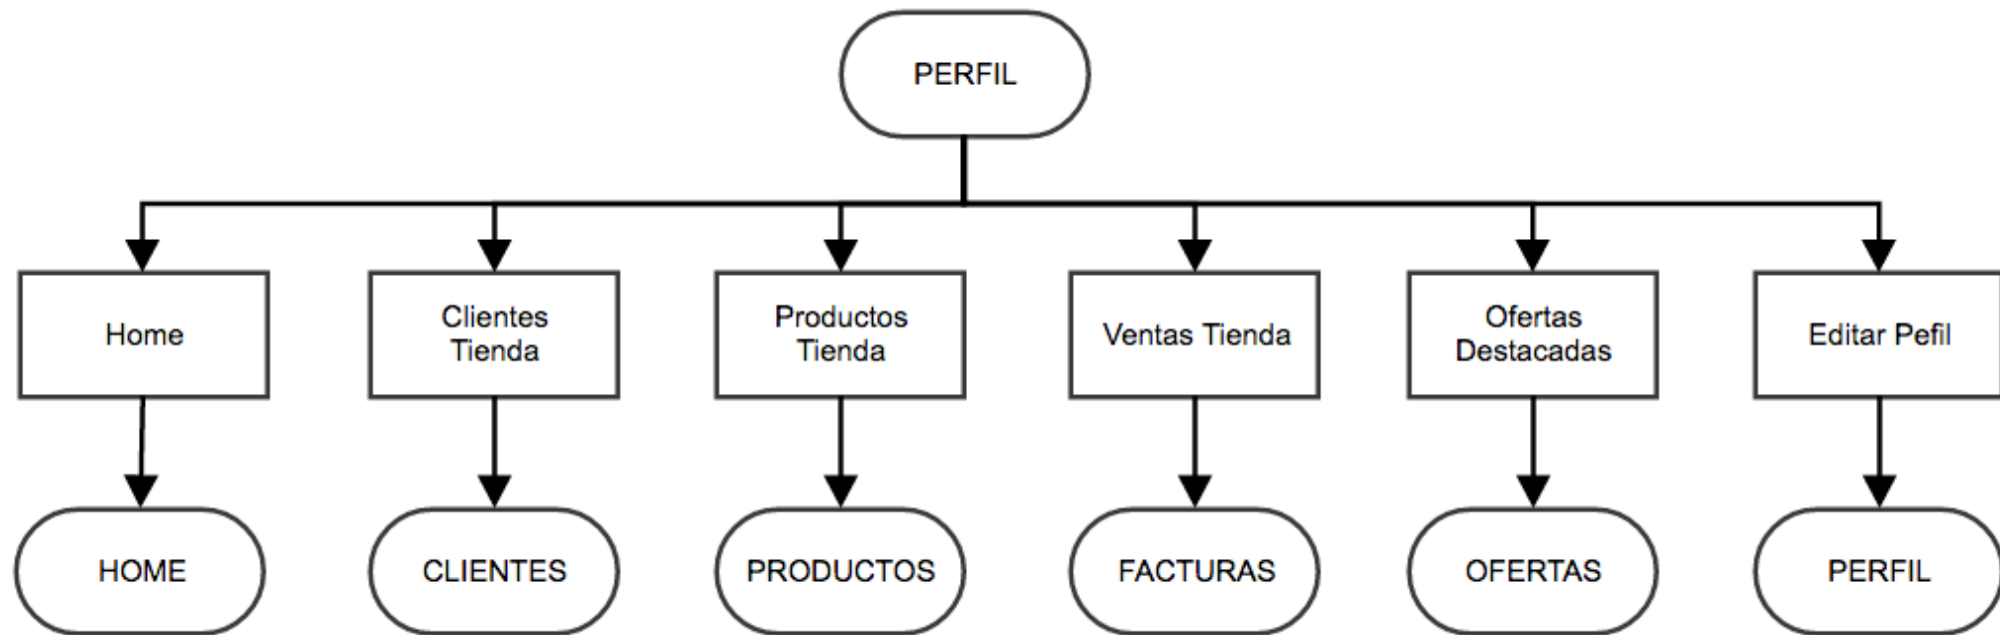 PERFIL
Home
Clientes
Tienda
Productos
Tienda
Ventas Tienda
Ofertas
Destacadas
Editar Pefil
HOME
CLIENTES
PRODUCTOS
FACTURAS
OFERTAS
PERFIL